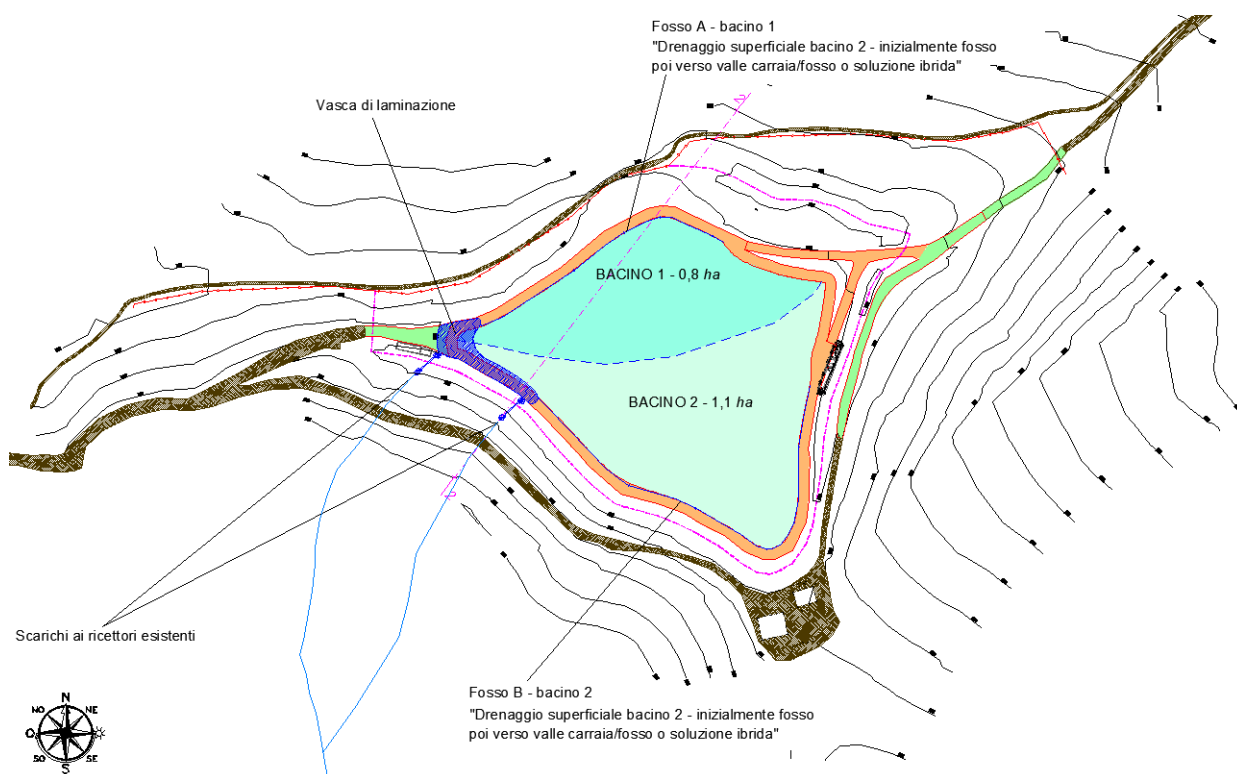 Fosso A - bacino 1
"Drenaggio superficiale bacino 2 - inizialmente fosso
poi verso valle carraia/fosso o soluzione ibrida"
Vasca di laminazione
2
BACINO 1 - 0,8 ha
BACINO 2 - 1,1 ha
2
Scarichi ai ricettori esistenti
Fosso B - bacino 2
"Drenaggio superficiale bacino 2 - inizialmente fosso
poi verso valle carraia/fosso o soluzione ibrida"
N
NO NE
O
SO SE
S